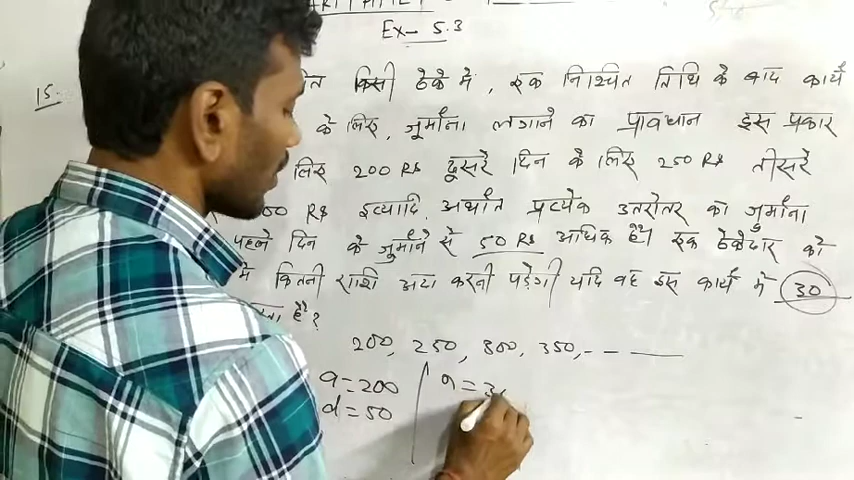 Ex- 5.3
15. किसी ठेके में, एक निश्चित तिथि के बाद कार्य
के लिए, जुर्माना लगाने का प्रावधान इस प्रकार
लिए 200 Rs दूसरे दिन के लिए 250 Rs तीसरे
00 Rs इत्यादि. अर्थात प्रत्येक उत्तरोतर का जुर्माना
पहले दिन के जुर्माने से 50 Rs अधिक है। एक ठेकेदार को
में कितनी राशि अदा करनी पड़ेगी यदि वह इस कार्य में 30
है?
200, 250, 300, 350, - - —
a = 200
d = 50
n = 3